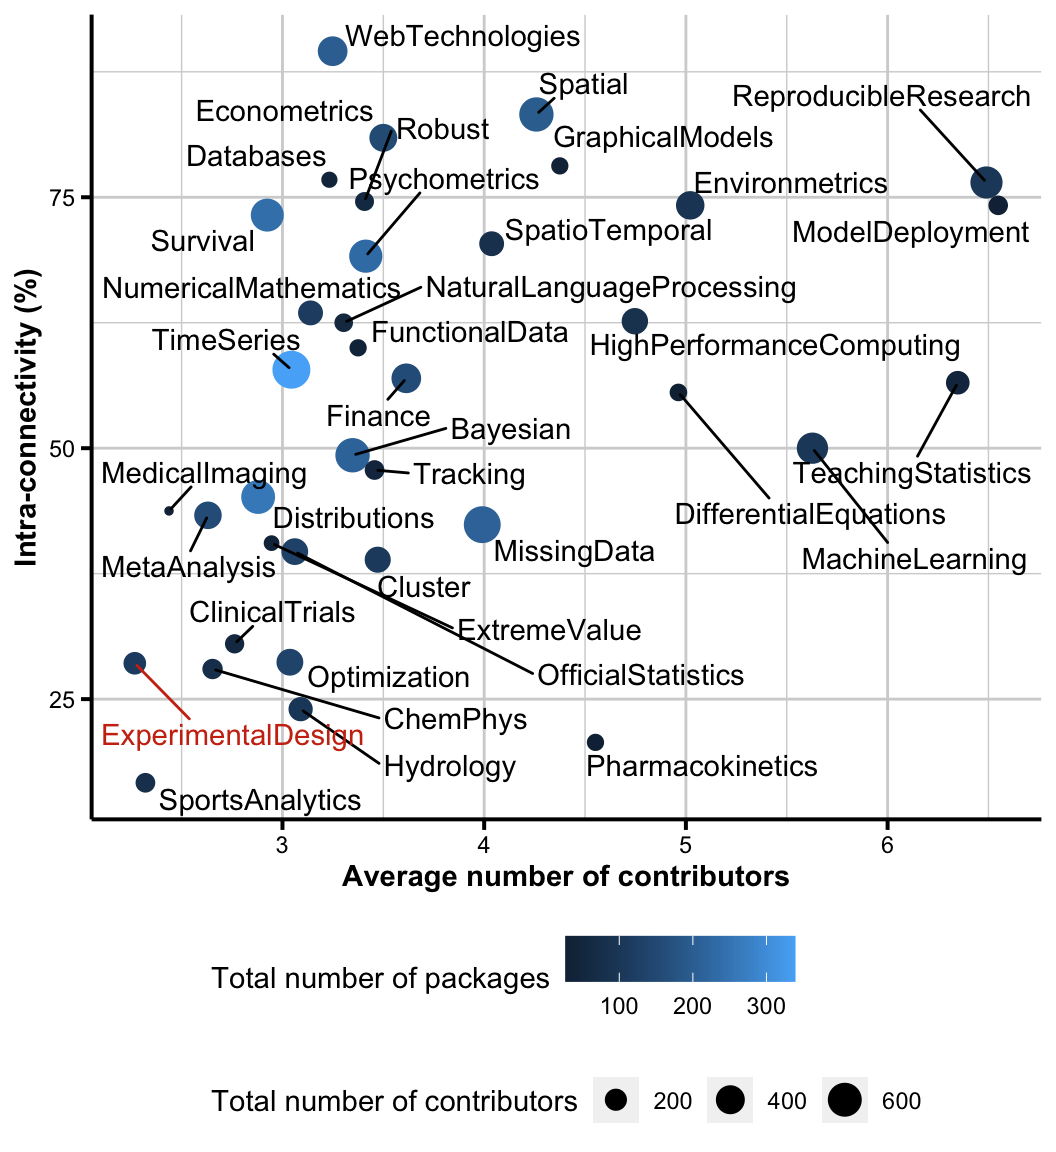 WebTechnologies
Spatial
ReproducibleResearch
Econometrics
Robust
GraphicalModels
Databases
Psychometrics
Environmetrics
75
Survival
SpatioTemporal
ModelDeployment
NumericalMathematics
NaturalLanguageProcessing
TimeSeries
FunctionalData
HighPerformanceComputing
Finance
Bayesian
50
MedicalImaging
Tracking
TeachingStatistics
Distributions
DifferentialEquations
MetaAnalysis
MissingData
MachineLearning
Cluster
ClinicalTrials
ExtremeValue
Optimization
OfficialStatistics
25
ExperimentalDesign
ChemPhys
Hydrology
Pharmacokinetics
SportsAnalytics
Intra-connectivity (%)
3 4 5 6
Average number of contributors
Total number of packages
100 200 300
Total number of contributors 200 400 600